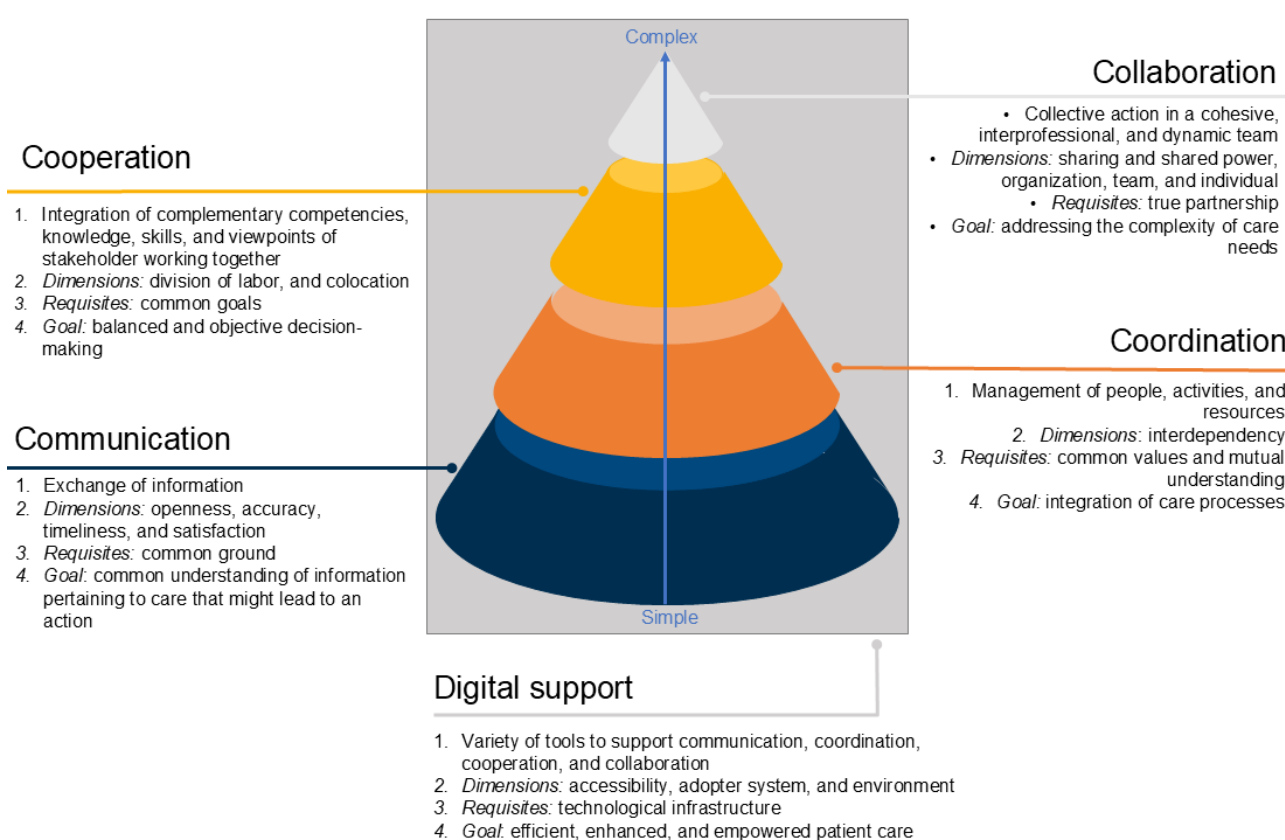 Complex
Collaboration
• Collective action in a cohesive,
interprofessional, and dynamic team
• Dimensions: sharing and shared power,
organization, team, and individual
• Requisites: true partnership
• Goal: addressing the complexity of care
needs
Cooperation
1. Integration of complementary competencies,
knowledge, skills, and viewpoints of
stakeholder working together
2. Dimensions: division of labor, and colocation
3. Requisites: common goals
4. Goal: balanced and objective decision-
making
Coordination
1. Management of people, activities, and
resources
2. Dimensions: interdependency
3. Requisites: common values and mutual
understanding
4. Goal: integration of care processes
Communication
1. Exchange of information
2. Dimensions: openness, accuracy,
timeliness, and satisfaction
3. Requisites: common ground
4. Goal: common understanding of information
pertaining to care that might lead to an
action
Simple
Digital support
1. Variety of tools to support communication, coordination,
cooperation, and collaboration
2. Dimensions: accessibility, adopter system, and environment
3. Requisites: technological infrastructure
4. Goal: efficient, enhanced, and empowered patient care